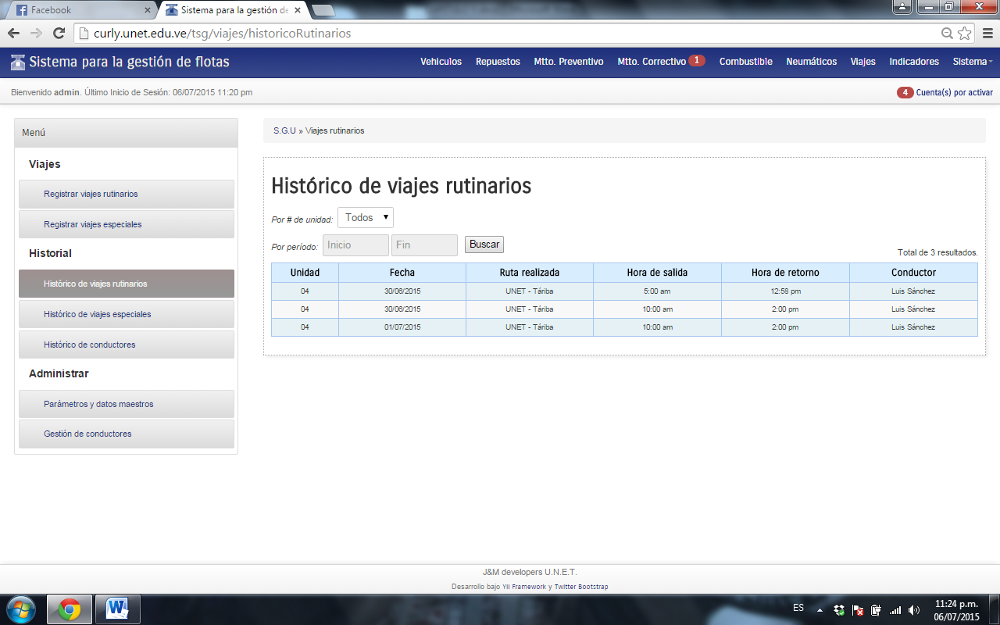 Facebook
Sistema para la gestión de
curly.unet.edu.ve/tsg/viajes/historicoRutinarios
Sistema para la gestión de flotas
Vehiculos Repuestos Mtto. Preventivo Mtto. Correctivo 1 Combustible Neumáticos Viajes Indicadores Sistema
Bienvenido admin. Último Inicio de Sesión: 06/07/2015 11:20 pm
4 Cuenta(s) por activar
Menú
Viajes
Registrar viajes rutinarios
Registrar viajes especiales
Historial
Histórico de viajes rutinarios
Histórico de viajes especiales
Histórico de conductores
Administrar
Parámetros y datos maestros
Gestión de conductores
S.G.U » Viajes rutinarios
Histórico de viajes rutinarios
Por # de unidad: Todos
Por período: Inicio Fin Buscar
Total de 3 resultados.
Unidad Fecha Ruta realizada Hora de salida Hora de retorno Conductor
04 30/06/2015 UNET - Táriba 5:00 am 12:58 pm Luis Sánchez
04 30/06/2015 UNET - Táriba 10:00 am 2:00 pm Luis Sánchez
04 01/07/2015 UNET - Táriba 10:00 am 2:00 pm Luis Sánchez
J&M developers U.N.E.T.
Desarrollo bajo Yii Framework y Twitter Bootstrap
ES
11:24 p.m.
06/07/2015